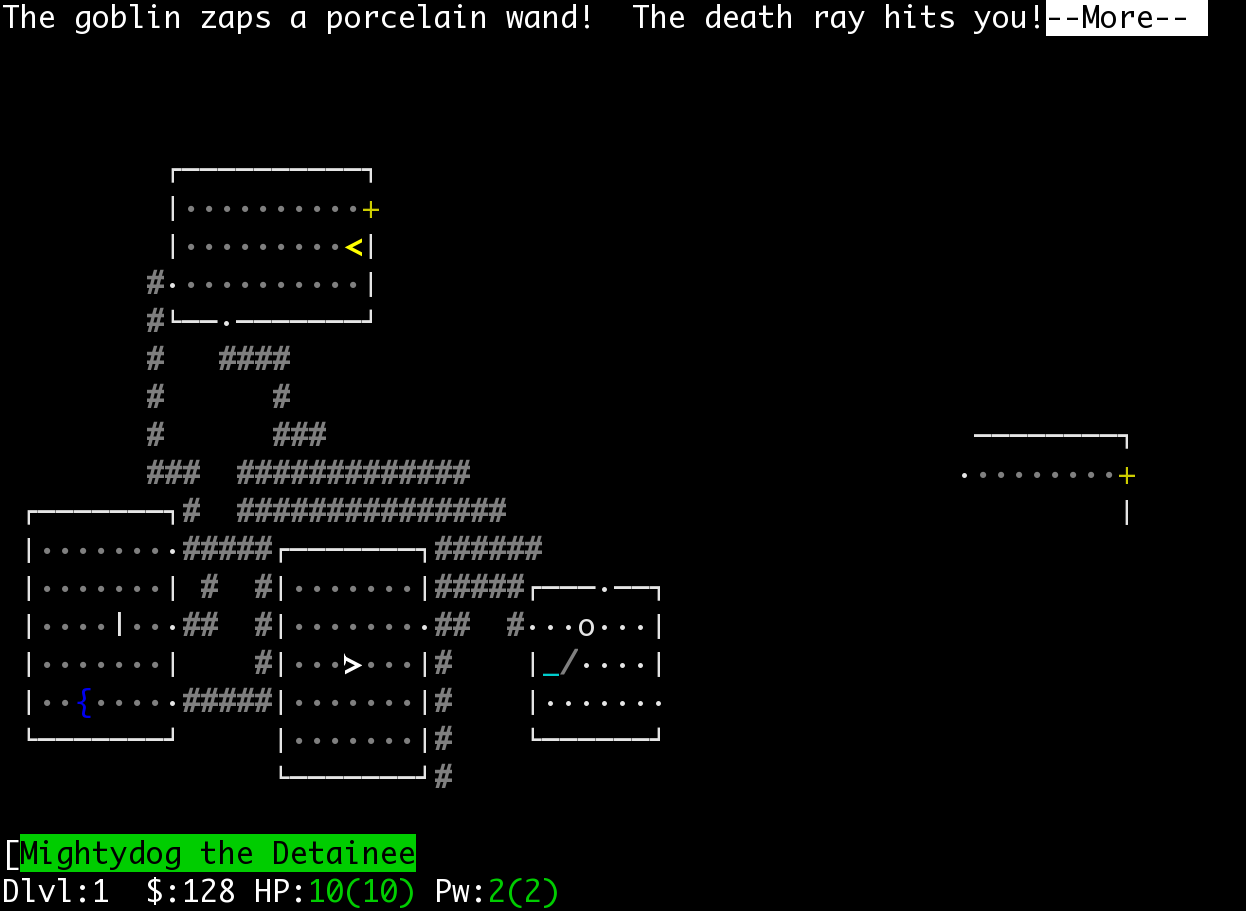 The goblin zaps a porcelain wand!  The death ray hits you!--More--
[Mightydog the Detainee
Dlvl:1  $:128 HP:10(10) Pw:2(2)